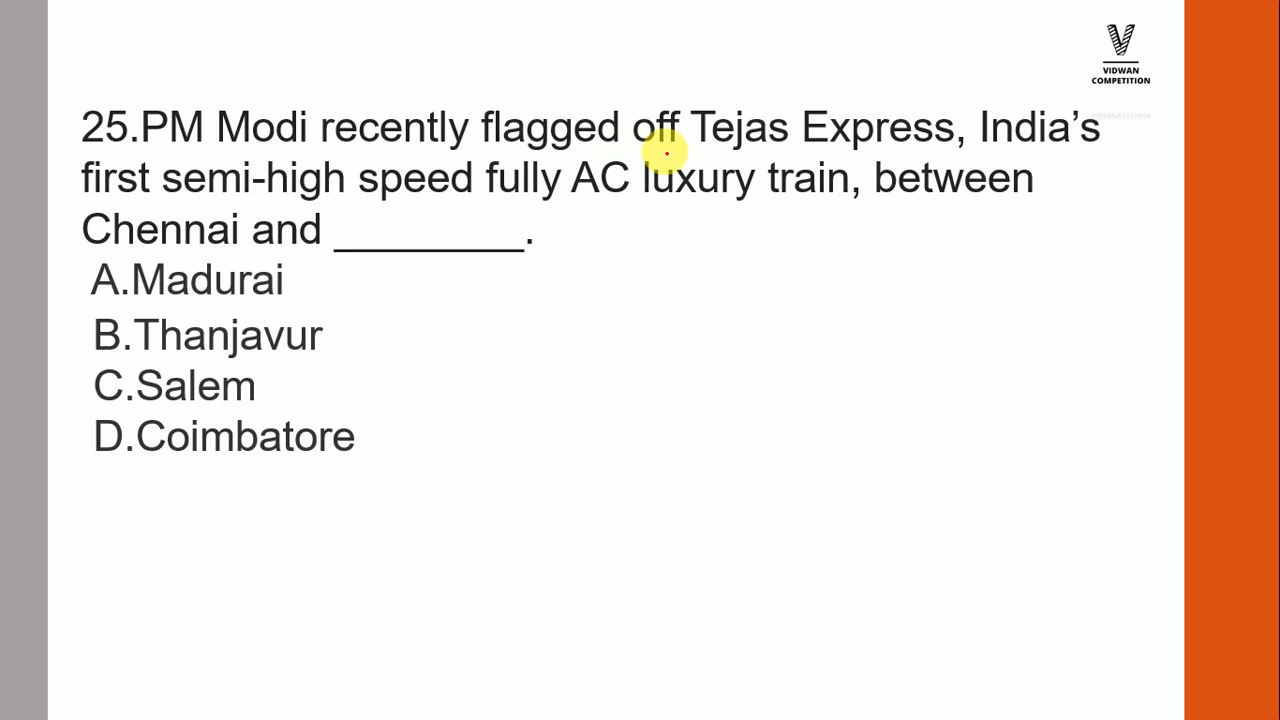 VIDWAN
COMPETITION
25.PM Modi recently flagged off Tejas Express, India’s
first semi-high speed fully AC luxury train, between
Chennai and ________.
A.Madurai
B.Thanjavur
C.Salem
D.Coimbatore